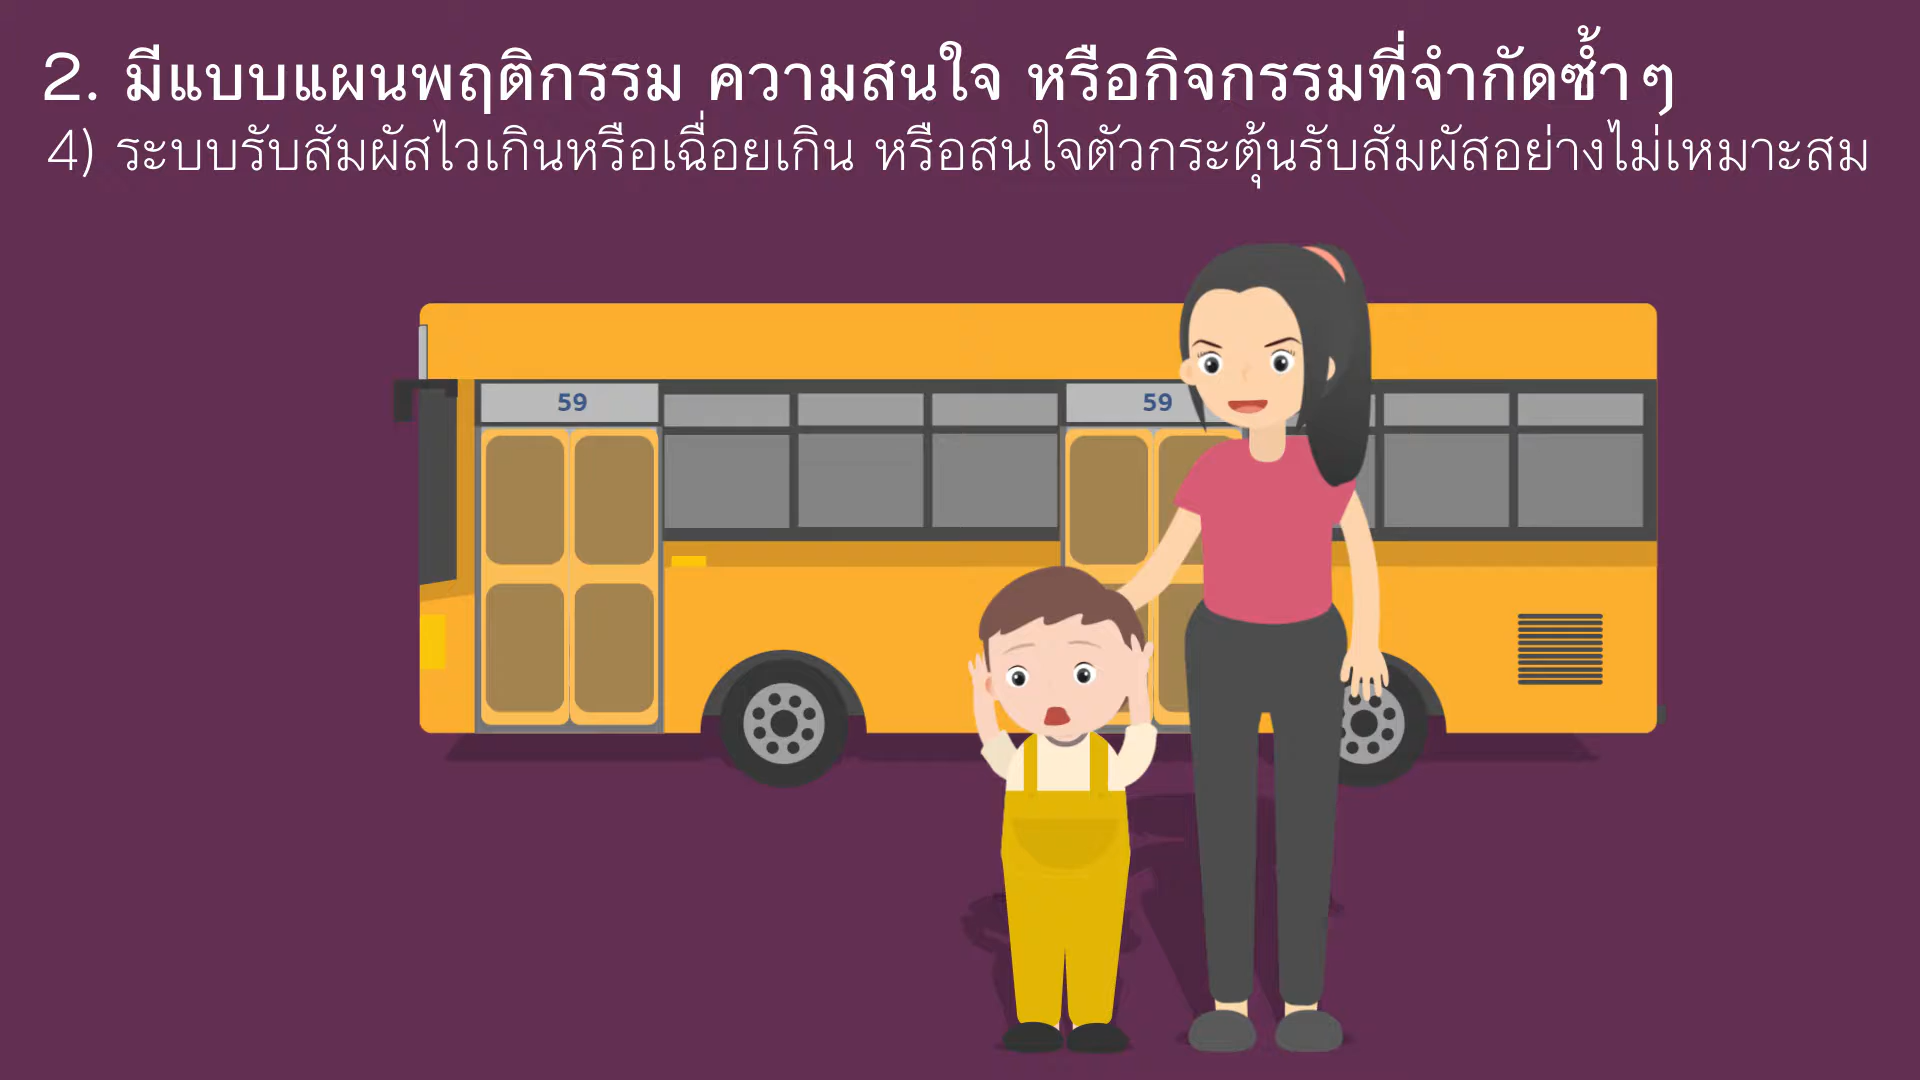 2. มีแบบแผนพฤติกรรม ความสนใจ หรือกิจกรรมที่จำกัดซ้ำๆ
4) ระบบรับสัมผัสไวเกินหรือเฉื่อยเกิน หรือสนใจตัวกระตุ้นรับสัมผัสอย่างไม่เหมาะสม
59
59